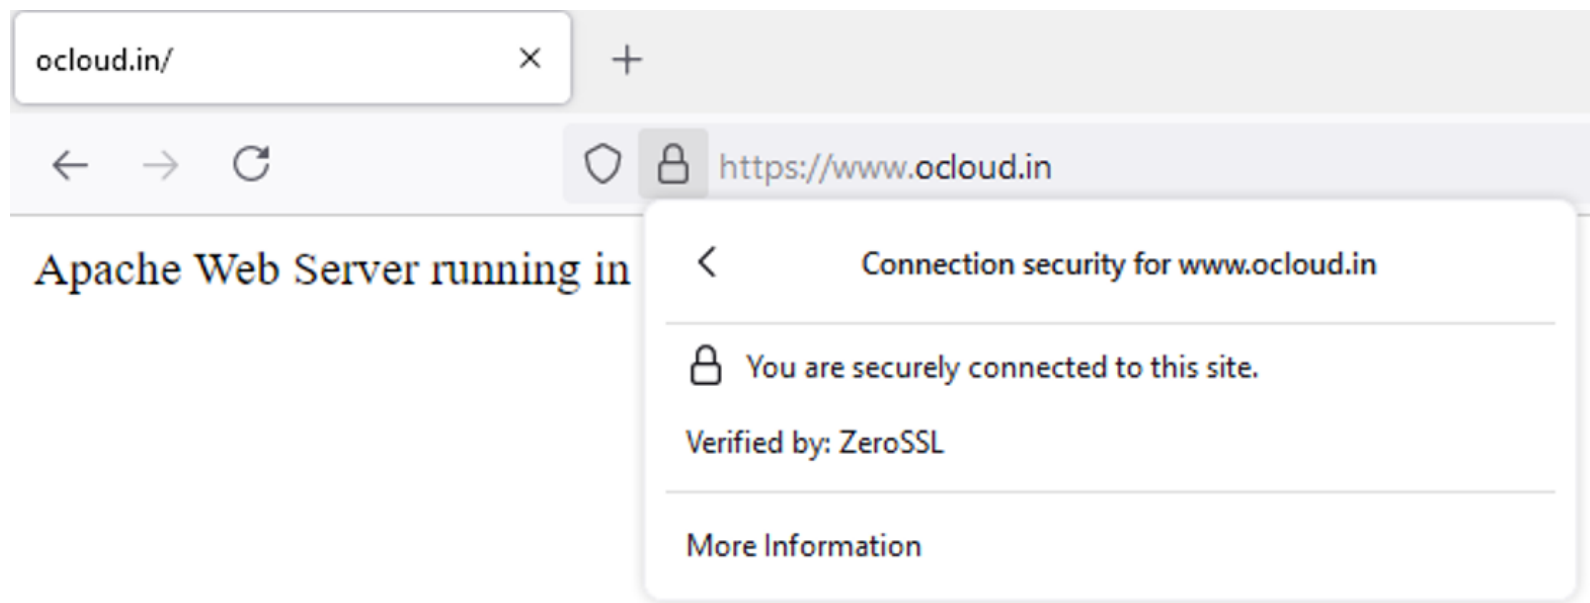 ocloud.in/
https://www.ocloud.in
Apache Web Server running in
Connection security for www.ocloud.in
You are securely connected to this site.
Verified by: ZeroSSL
More Information